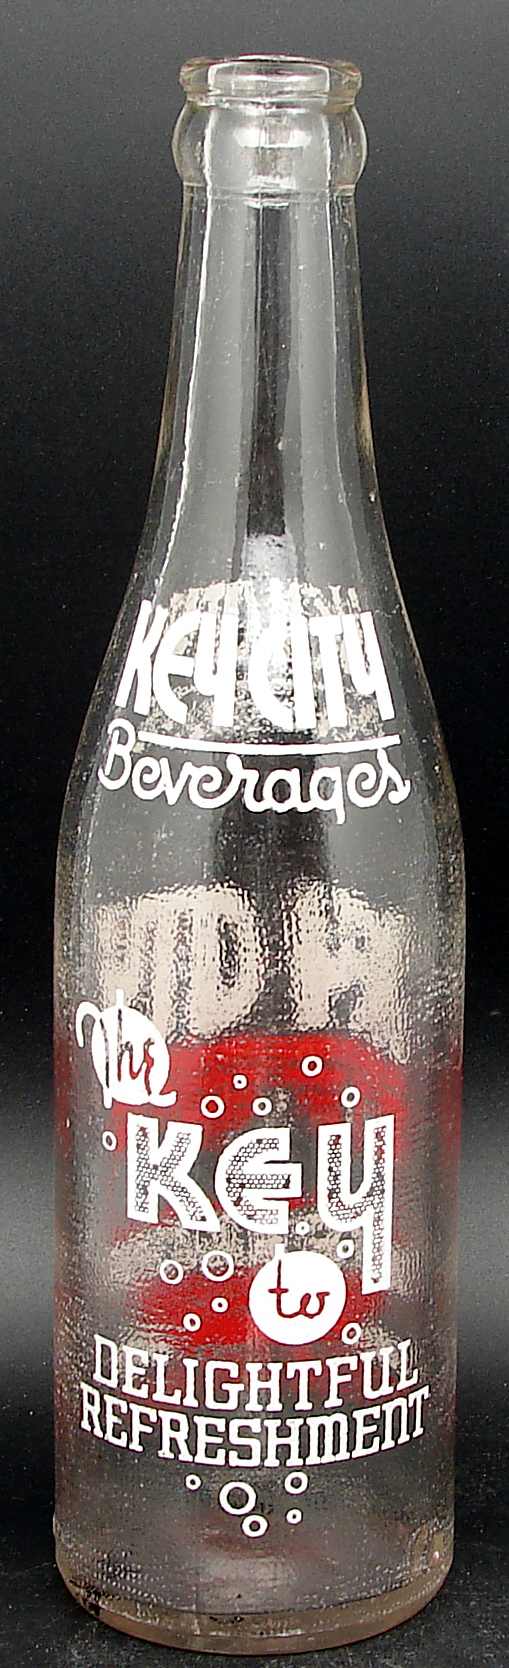 KEY CITY
Beverages
The
KEY
to
DELIGHTFUL
REFRESHMENT